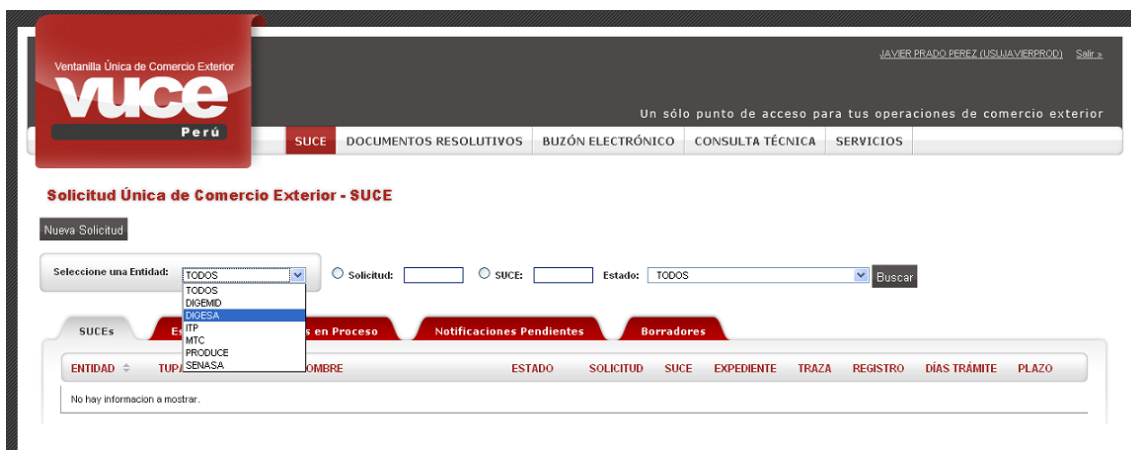 JAVIER PRADO PEREZ (USUJAVIERPROD) Salir »
Ventanilla Única de Comercio Exterior
vuce
Perú
Un sólo punto de acceso para tus operaciones de comercio exterior
SUCE DOCUMENTOS RESOLUTIVOS BUZÓN ELECTRÓNICO CONSULTA TÉCNICA SERVICIOS
Solicitud Única de Comercio Exterior - SUCE
Nueva Solicitud
Seleccione una Entidad: TODOS Solicitud: SUCE: Estado: TODOS Buscar
TODOS
DIGEMID
DIGESA
ITP
MTC
PRODUCE
SENASA
SUCEs en Proceso Notificaciones Pendientes Borradores
ENTIDAD ESTADO SOLICITUD SUCE EXPEDIENTE TRAZA REGISTRO DÍAS TRÁMITE PLAZO
No hay informacion a mostrar.